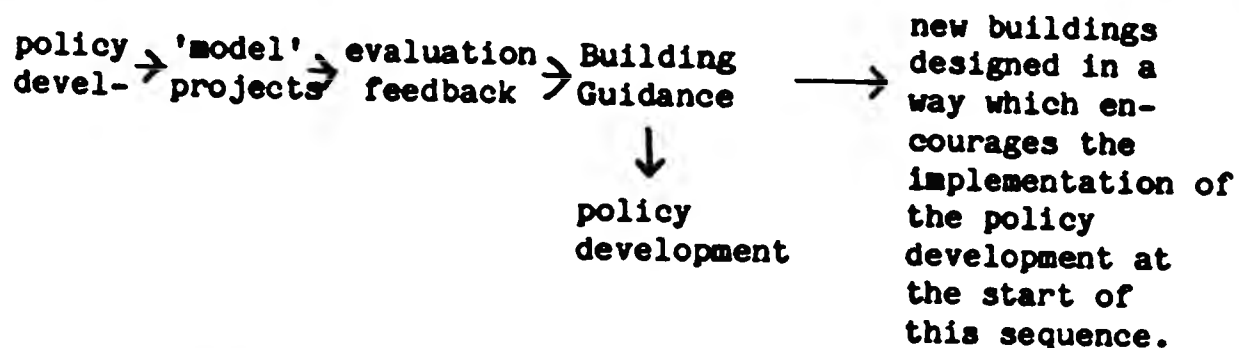 policy
devel-
'model'
projects
evaluation
feedback
Building
Guidance
policy
development
new buildings
designed in a
way which en-
courages the
implementation of
the policy
development at
the start of
this sequence.